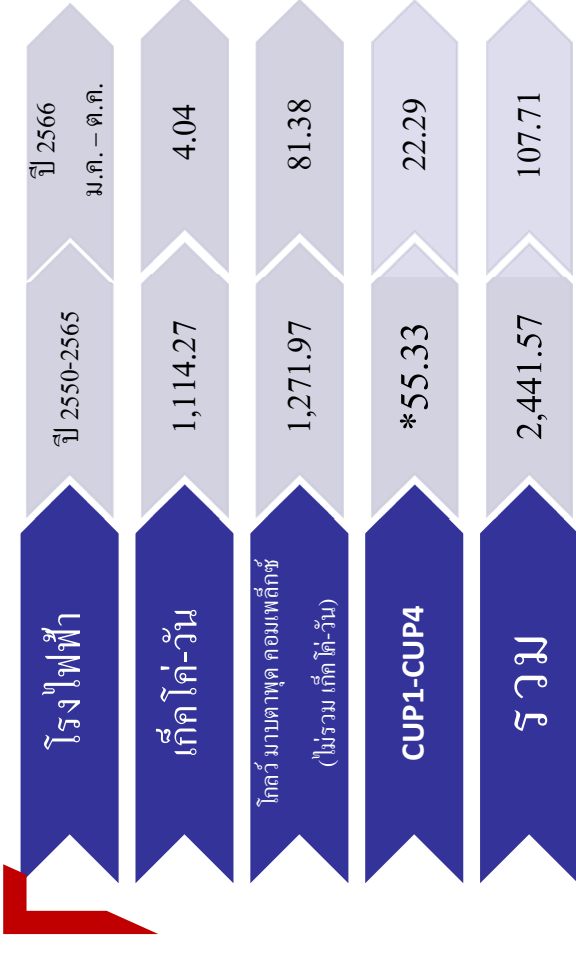 โรงไฟฟ้า
ปี 2550-2565
ปี 2566
ม.ค. – ต.ค.
เก็คโค่-วัน
1,114.27
4.04
โกลว์ มาบตาพุด คอมเพล็กซ์
(ไม่รวม เก็คโค่-วัน)
1,271.97
81.38
CUP1-CUP4
*55.33
22.29
รวม
2,441.57
107.71